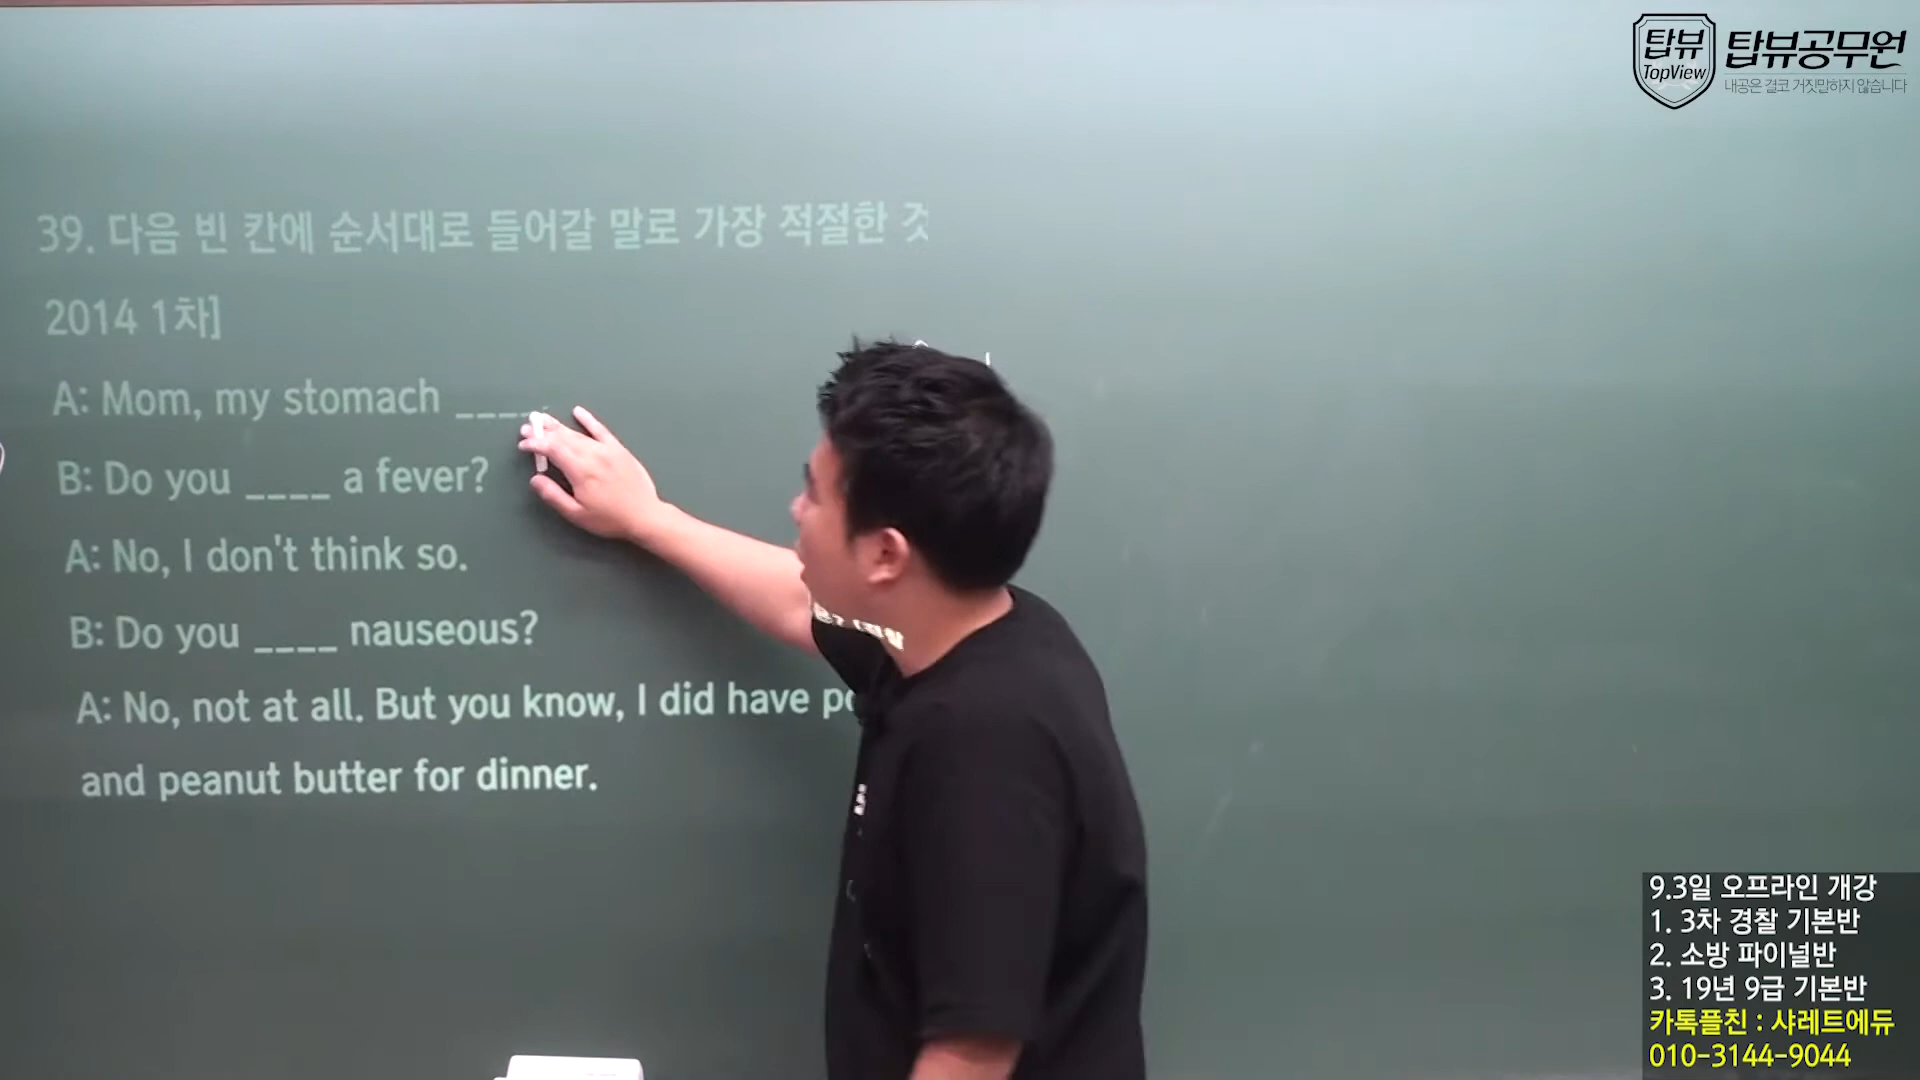 탑뷰
TopView
탑뷰공무원
내공은 결코 거짓말하지 않습니다
39. 다음 빈 칸에 순서대로 들어갈 말로 가장 적절한 것
2014 1차]
A: Mom, my stomach ____.
B: Do you ____ a fever?
A: No, I don't think so.
B: Do you ____ nauseous?
A: No, not at all. But you know, I did have
and peanut butter for dinner.
9.3일 오프라인 개강
1. 3차 경찰 기본반
2. 소방 파이널반
3. 19년 9급 기본반
카톡플친 : 샤레트에듀
010-3144-9044